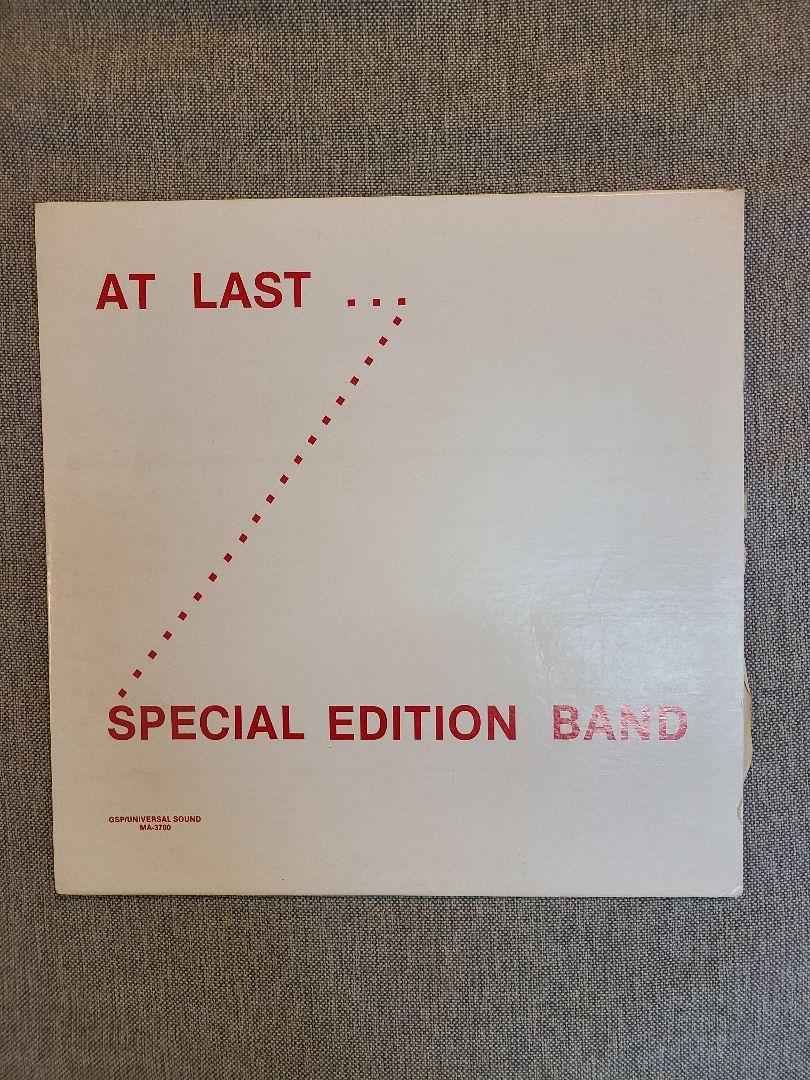 AT LAST ...
SPECIAL EDITION BAND
GSP/UNIVERSAL SOUND
MA-3700